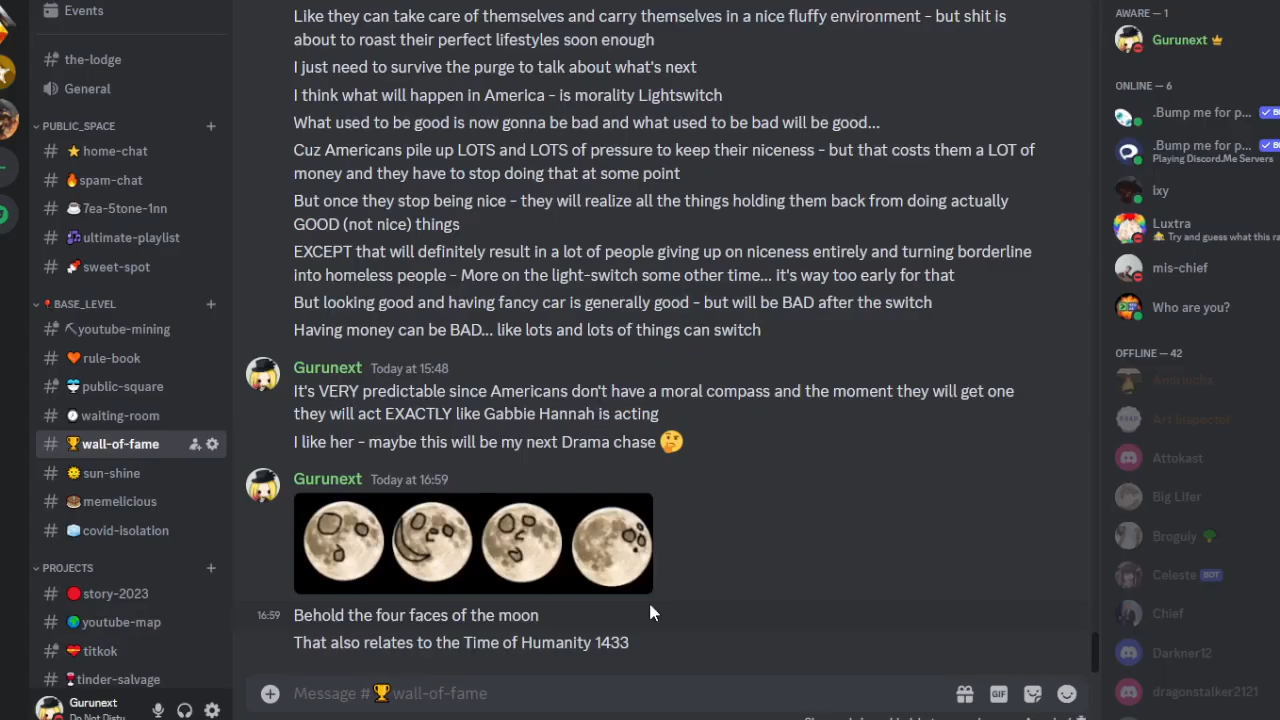 Events
the-lodge
General
PUBLIC_SPACE
home-chat
spam-chat
7ea-5tone-1nn
ultimate-playlist
sweet-spot
BASE_LEVEL
youtube-mining
rule-book
public-square
waiting-room
wall-of-fame
sun-shine
memelicious
covid-isolation
PROJECTS
story-2023
youtube-map
titkok
tinder-salvage
Gurunext
Do Not Distu
Like they can take care of themselves and carry themselves in a nice fluffy environment - but shit is
about to roast their perfect lifestyles soon enough
I just need to survive the purge to talk about what's next
I think what will happen in America - is morality Lightswitch
What used to be good is now gonna be bad and what used to be bad will be good...
Cuz Americans pile up LOTS and LOTS of pressure to keep their niceness - but that costs them a LOT of
money and they have to stop doing that at some point
But once they stop being nice - they will realize all the things holding them back from doing actually
GOOD (not nice) things
EXCEPT that will definitely result in a lot of people giving up on niceness entirely and turning borderline
into homeless people - More on the light-switch some other time... it's way too early for that
But looking good and having fancy car is generally good - but will be BAD after the switch
Having money can be BAD... like lots and lots of things can switch
Gurunext Today at 15:48
It's VERY predictable since Americans don't have a moral compass and the moment they will get one
they will act EXACTLY like Gabbie Hannah is acting
I like her - maybe this will be my next Drama chase 🤔
Gurunext Today at 16:59
16:59 Behold the four faces of the moon
That also relates to the Time of Humanity 1433
Message #🏆wall-of-fame
GIF
AWARE — 1
Gurunext
ONLINE — 6
.Bump me for p...
.Bump me for p...
Playing Discord.Me Servers
lxy
Luxtra
Try and guess what this ra
mis-chief
Who are you?
OFFLINE — 42
Art inspector
Attokast
Big Lifer
Broguly
Celeste BOT
Chief
Darkner12
dragonstalker2121